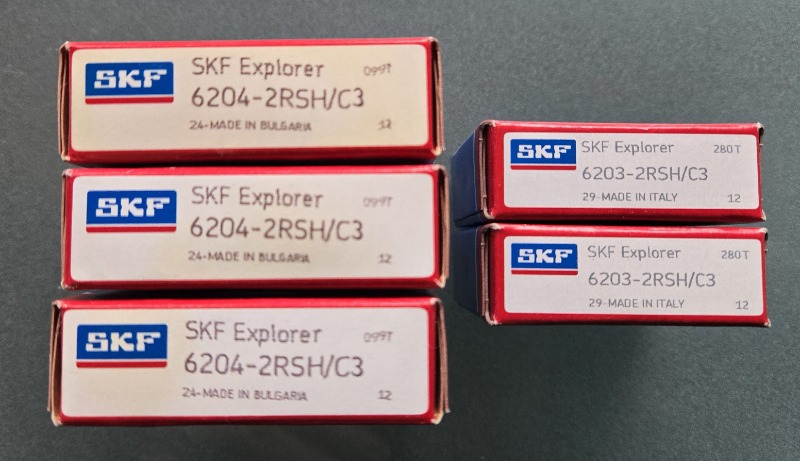 SKF
SKF Explorer 099T
6204-2RSH/C3
24-MADE IN BULGARIA 12
SKF
SKF Explorer 099T
6204-2RSH/C3
24-MADE IN BULGARIA 12
SKF
SKF Explorer 099T
6204-2RSH/C3
24-MADE IN BULGARIA 12
SKF
SKF Explorer 280T
6203-2RSH/C3
29-MADE IN ITALY 12
SKF
SKF Explorer 280T
6203-2RSH/C3
29-MADE IN ITALY 12